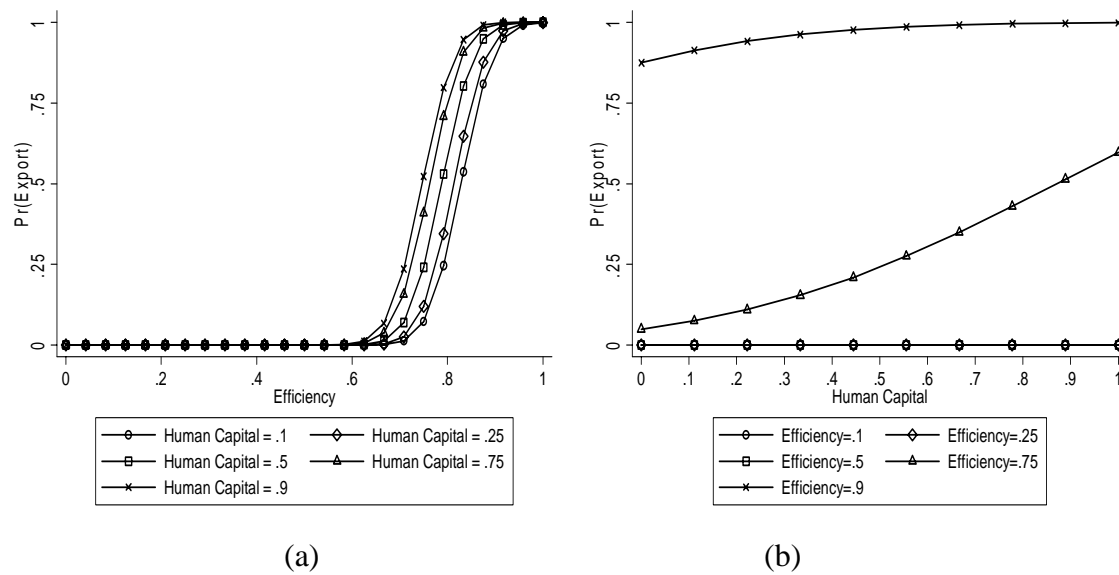 Pr(Export)
1
.75
.5
.25
0
0 .2 .4 .6 .8 1
Efficiency
Human Capital = .1 Human Capital = .25
Human Capital = .5 Human Capital = .75
Human Capital = .9
(a)
Pr(Export)
1
.75
.5
.25
0
0 .1 .2 .3 .4 .5 .6 .7 .8 .9 1
Human Capital
Efficiency=.1 Efficiency=.25
Efficiency=.5 Efficiency=.75
Efficiency=.9
(b)